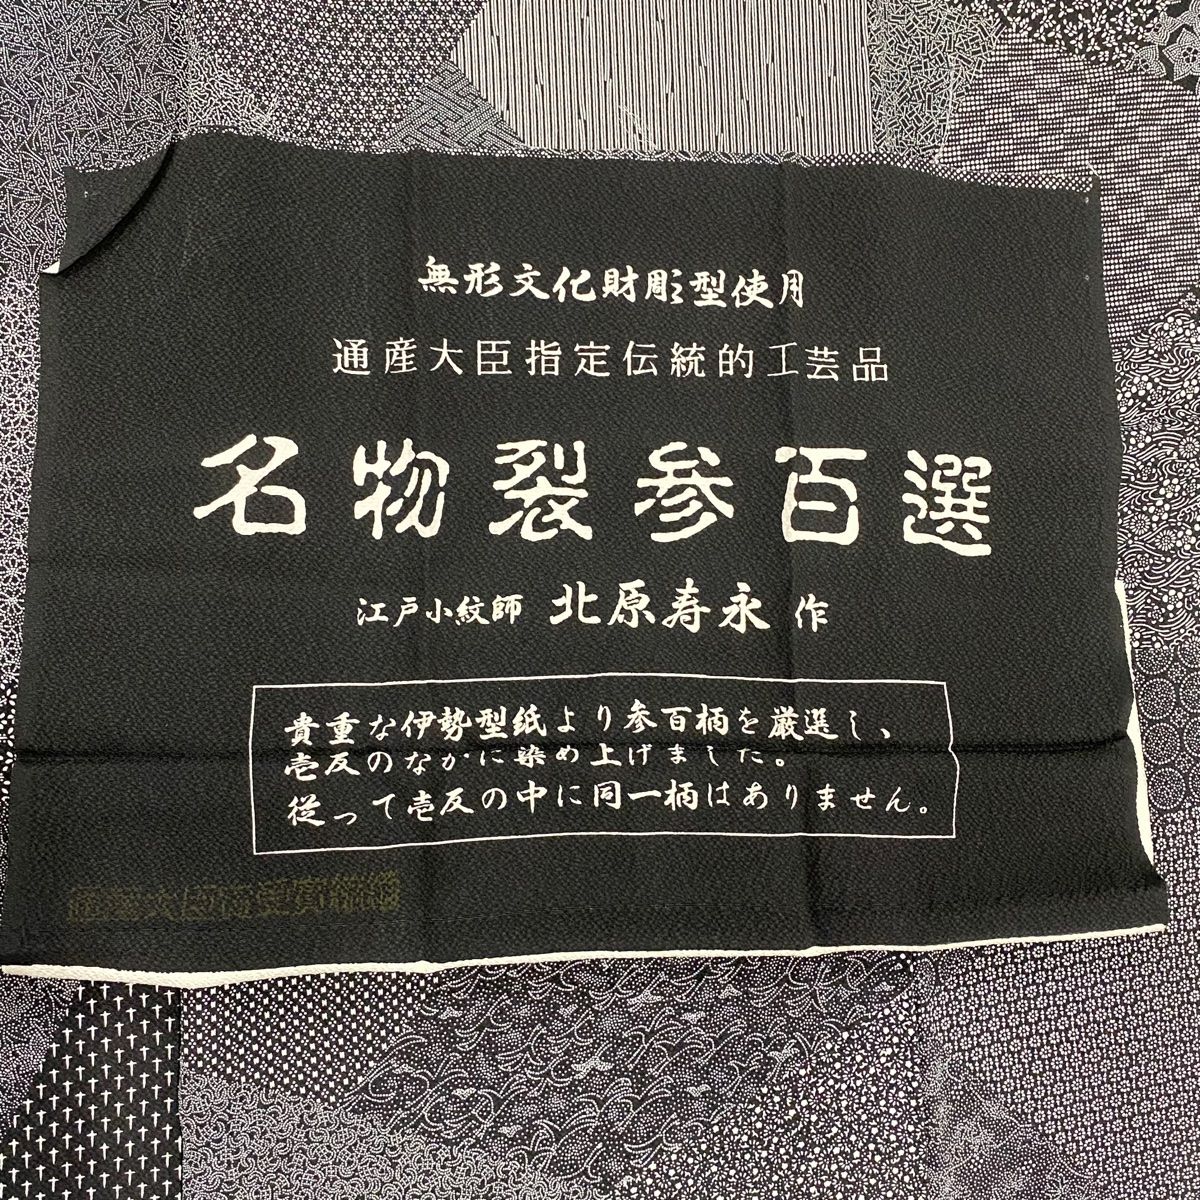 無形文化財彫型使用
通産大臣指定伝統的工芸品
名物裂参百選
江戸小紋師 北原寿永 作
貴重な伊勢型紙より参百柄を厳選し、
壱反のなかに染め上げました。
従って壱反の中に同一柄はありません。